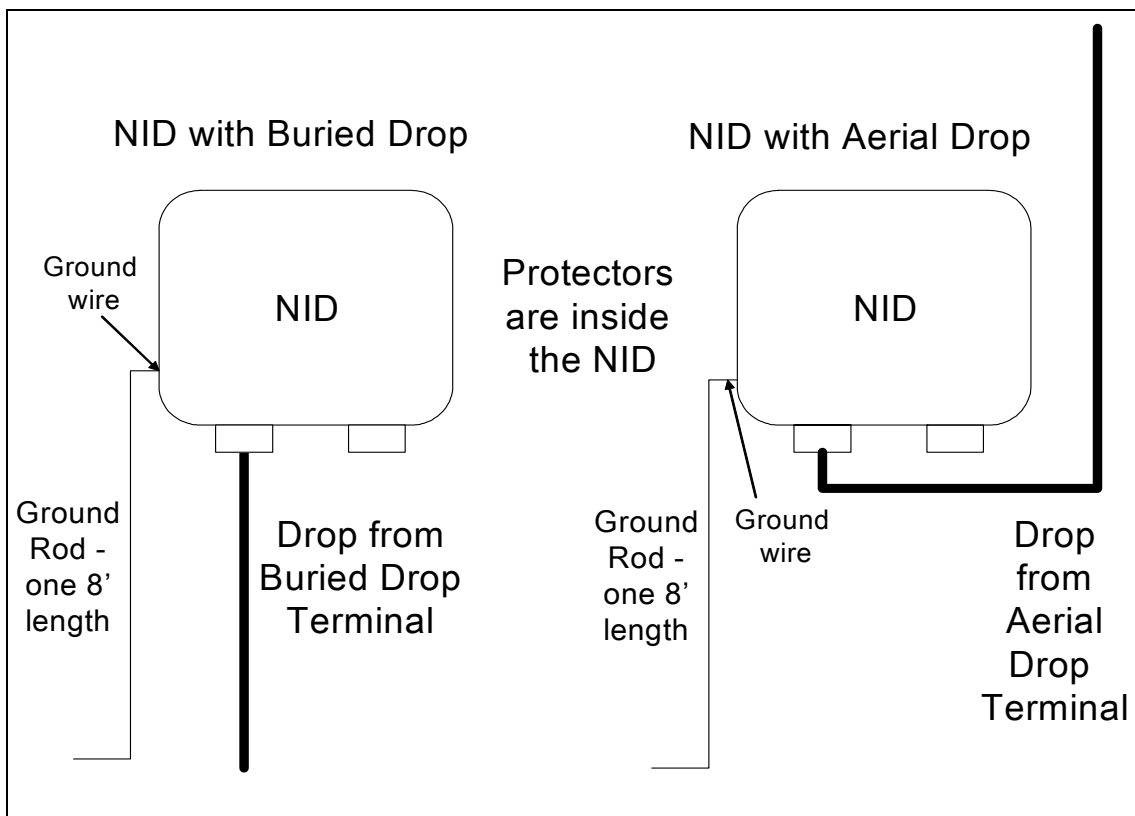 NID with Buried Drop
Ground
wire
NID
Ground
Rod -
one 8’
length
Drop from
Buried Drop
Terminal
Protectors
are inside
the NID
NID with Aerial Drop
NID
Ground
Rod -
one 8’
length
Ground
wire
Drop
from
Aerial
Drop
Terminal